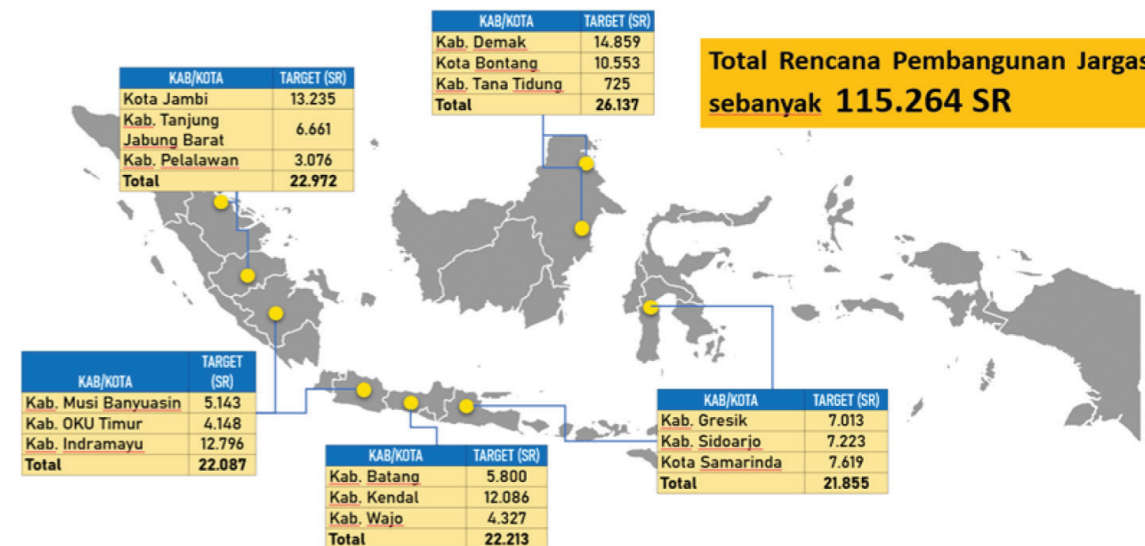 KAB/KOTA TARGET (SR)
Kab. Demak 14.859
Kota Bontang 10.553
Kab. Tana Tidung 725
Total 26.137
Total Rencana Pembangunan Jargas
sebanyak 115.264 SR
KAB/KOTA TARGET (SR)
Kota Jambi 13.235
Kab. Tanjung
Jabung Barat 6.661
Kab. Pelalawan 3.076
Total 22.972
KAB/KOTA TARGET
(SR)
Kab. Musi Banyuasin 5.143
Kab. OKU Timur 4.148
Kab. Indramayu 12.796
Total 22.087
KAB/KOTA TARGET (SR)
Kab. Batang 5.800
Kab. Kendal 12.086
Kab. Wajo 4.327
Total 22.213
KAB/KOTA TARGET (SR)
Kab. Gresik 7.013
Kab. Sidoarjo 7.223
Kota Samarinda 7.619
Total 21.855